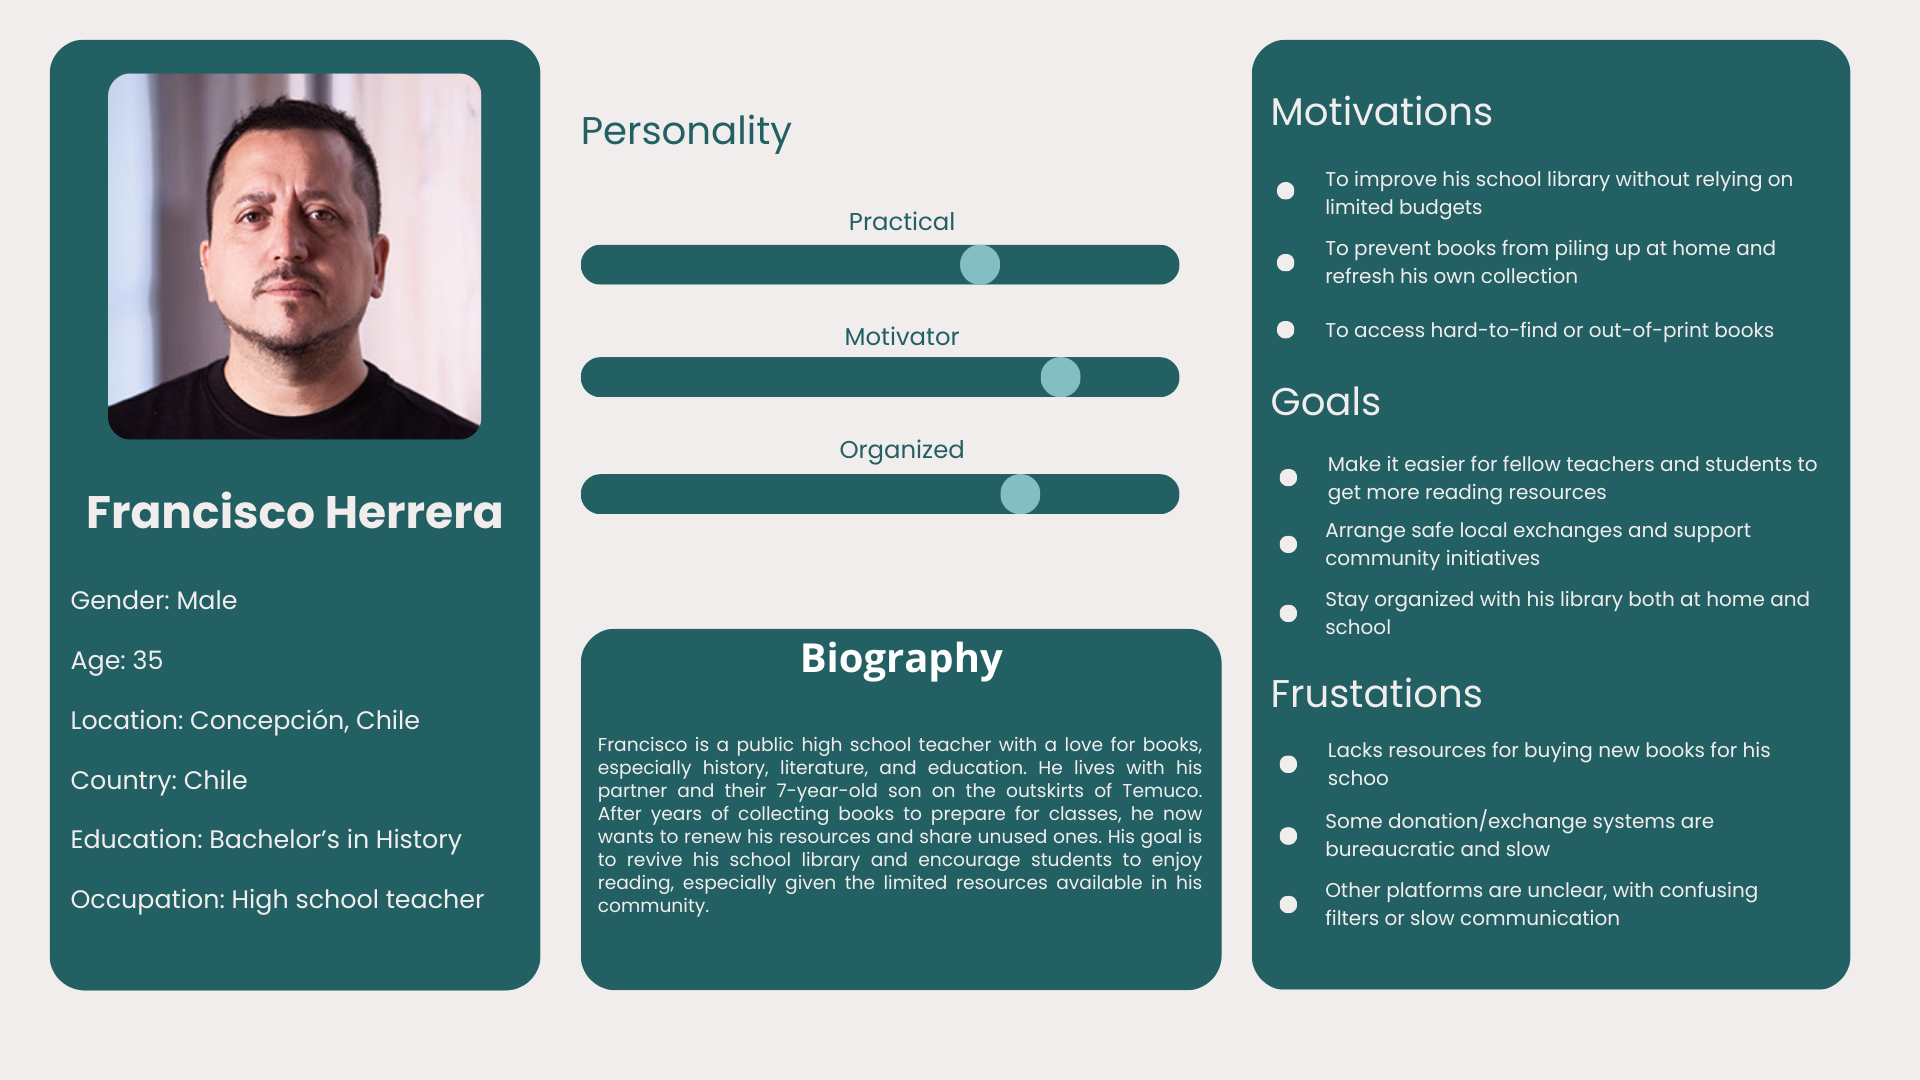 Francisco Herrera
Gender: Male
Age: 35
Location: Concepción, Chile
Country: Chile
Education: Bachelor’s in History
Occupation: High school teacher
Personality
Practical
Motivator
Organized
Biography
Francisco is a public high school teacher with a love for books,
especially history, literature, and education. He lives with his
partner and their 7-year-old son on the outskirts of Temuco.
After years of collecting books to prepare for classes, he now
wants to renew his resources and share unused ones. His goal is
to revive his school library and encourage students to enjoy
reading, especially given the limited resources available in his
community.
Motivations
To improve his school library without relying on
limited budgets
To prevent books from piling up at home and
refresh his own collection
To access hard-to-find or out-of-print books
Goals
Make it easier for fellow teachers and students to
get more reading resources
Arrange safe local exchanges and support
community initiatives
Stay organized with his library both at home and
school
Frustations
Lacks resources for buying new books for his
schoo
Some donation/exchange systems are
bureaucratic and slow
Other platforms are unclear, with confusing
filters or slow communication